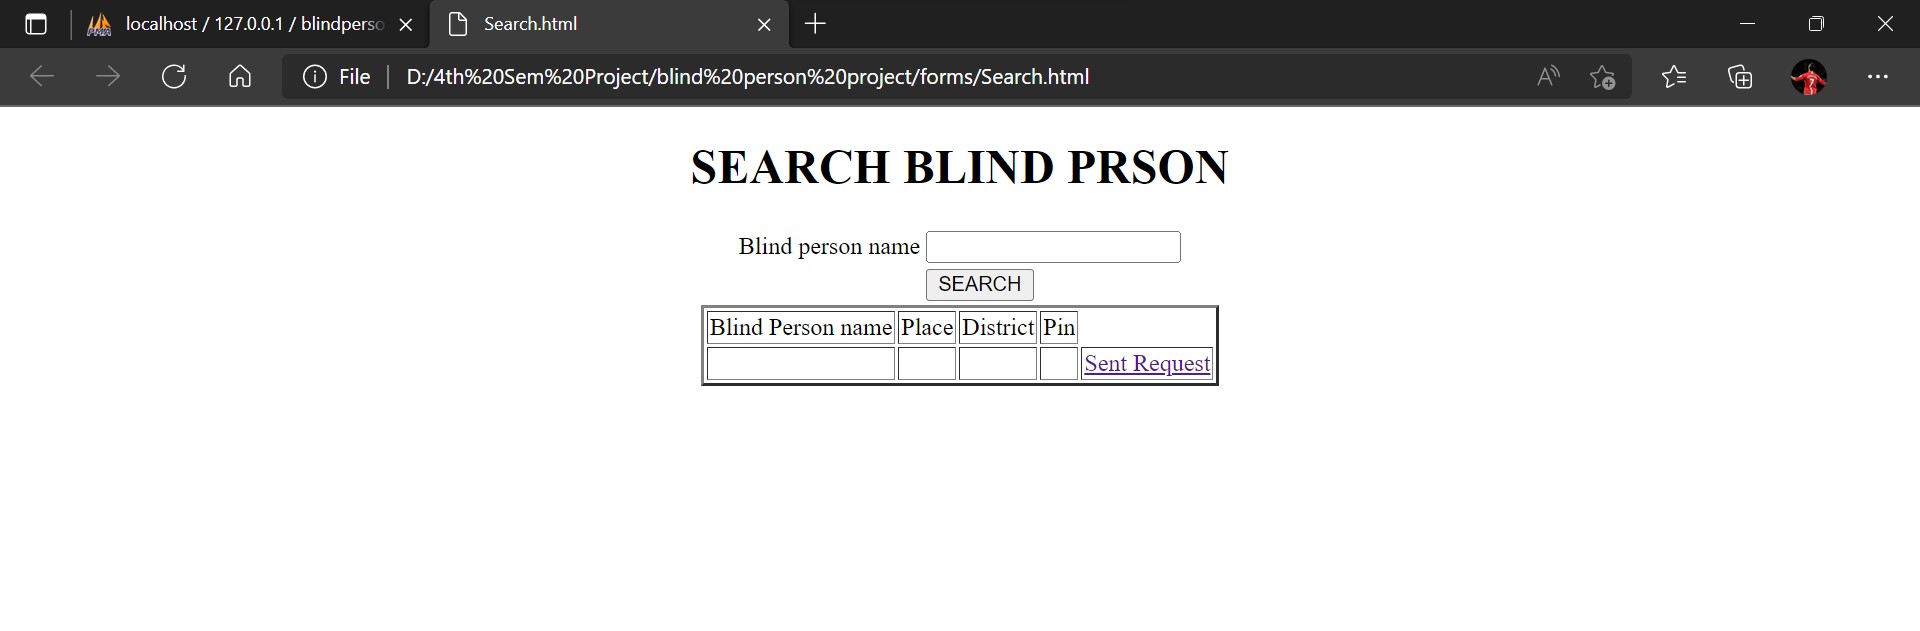 localhost / 127.0.0.1 / blindperso
Search.html
File
D:/4th%20Sem%20Project/blind%20person%20project/forms/Search.html
SEARCH BLIND PRSON
Blind person name
SEARCH
Blind Person name Place District Pin
Sent Request